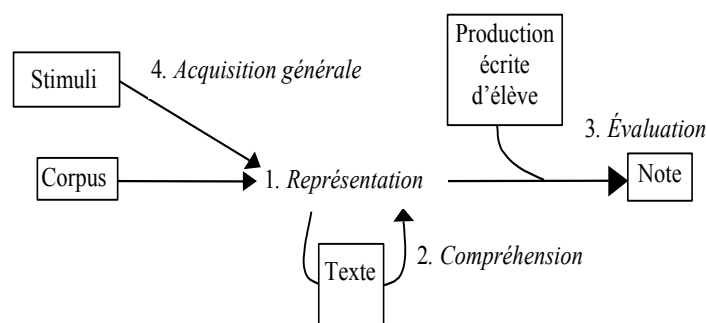 Production
écrite
d'élève
Stimuli
4. Acquisition générale
3. Évaluation
Corpus
1. Représentation
Note
Texte
2. Compréhension